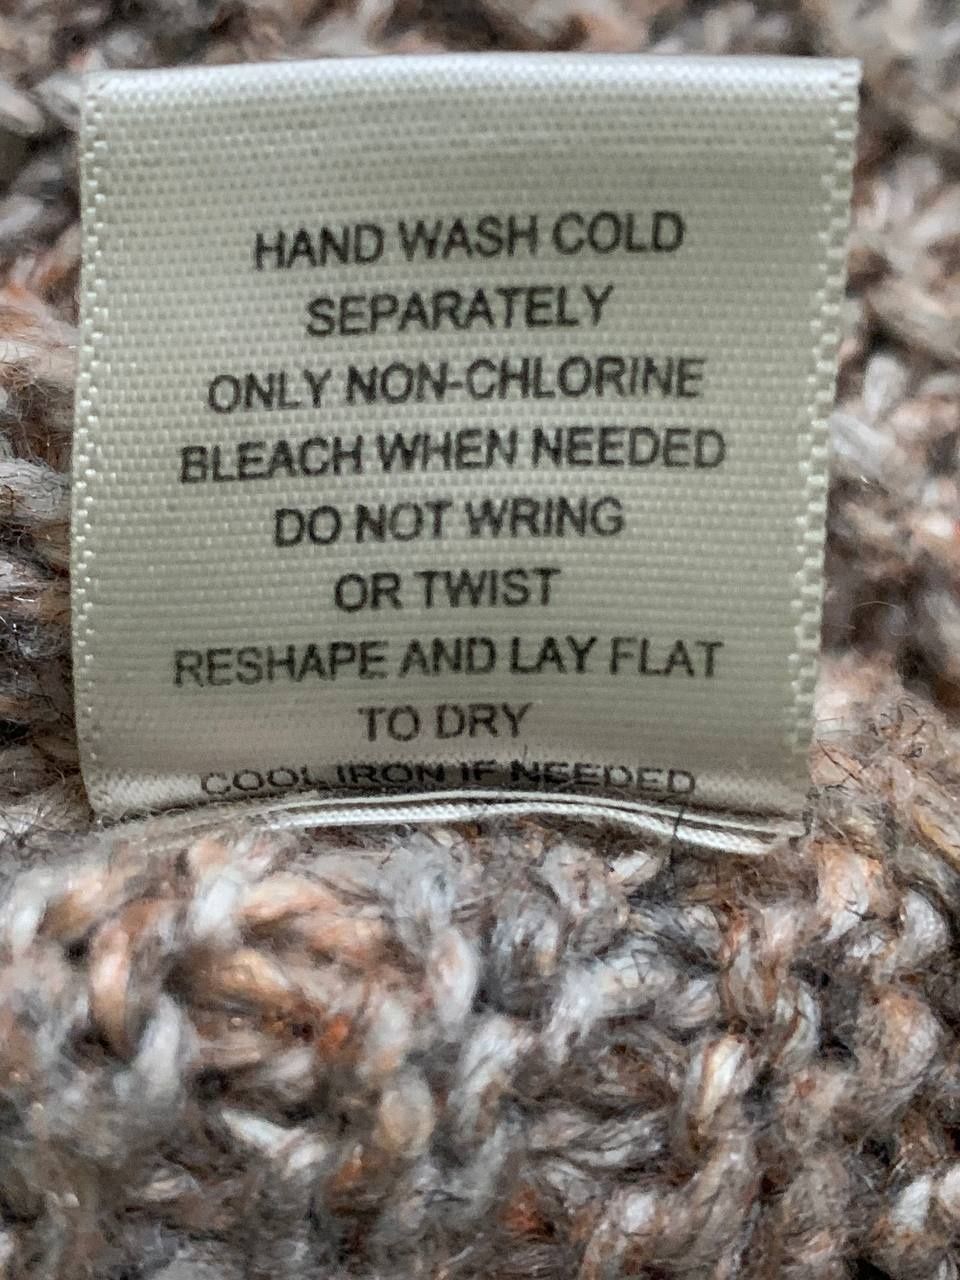 HAND WASH COLD
SEPARATELY
ONLY NON-CHLORINE
BLEACH WHEN NEEDED
DO NOT WRING
OR TWIST
RESHAPE AND LAY FLAT
TO DRY
COOL IRON IF NEEDED